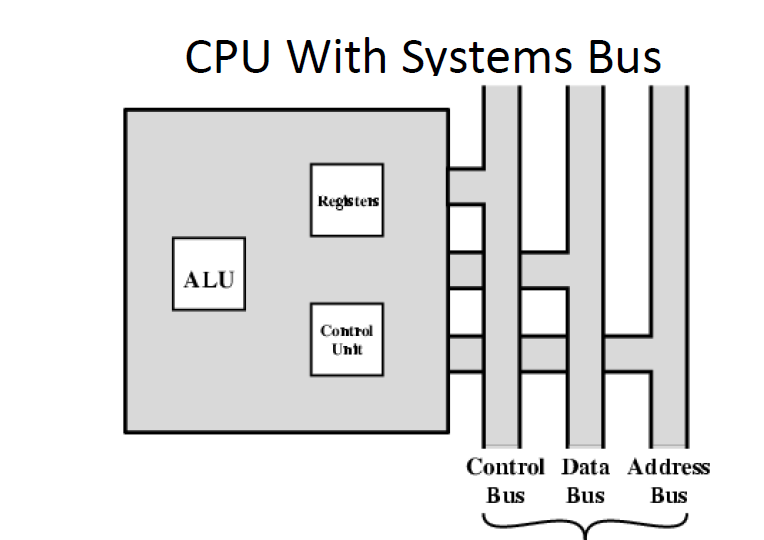 CPU With Systems Bus
Registers
ALU
Control
Unit
Control Data Address
Bus Bus Bus